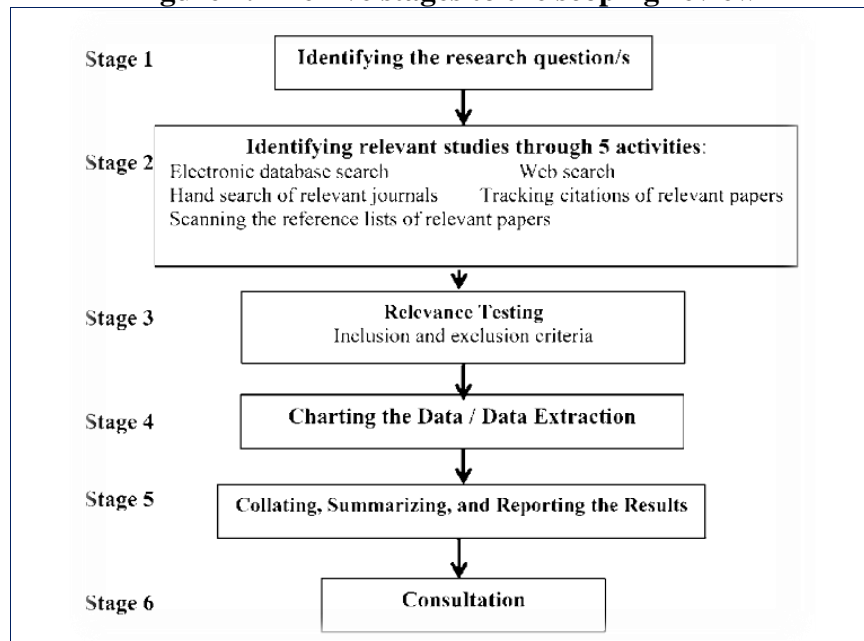 Stage 1
Identifying the research question/s
Stage 2
Identifying relevant studies through 5 activities:
Electronic database search Web search
Hand search of relevant journals Tracking citations of relevant papers
Scanning the reference lists of relevant papers
Stage 3
Relevance Testing
Inclusion and exclusion criteria
Stage 4
Charting the Data / Data Extraction
Stage 5
Collating, Summarizing, and Reporting the Results
Stage 6
Consultation